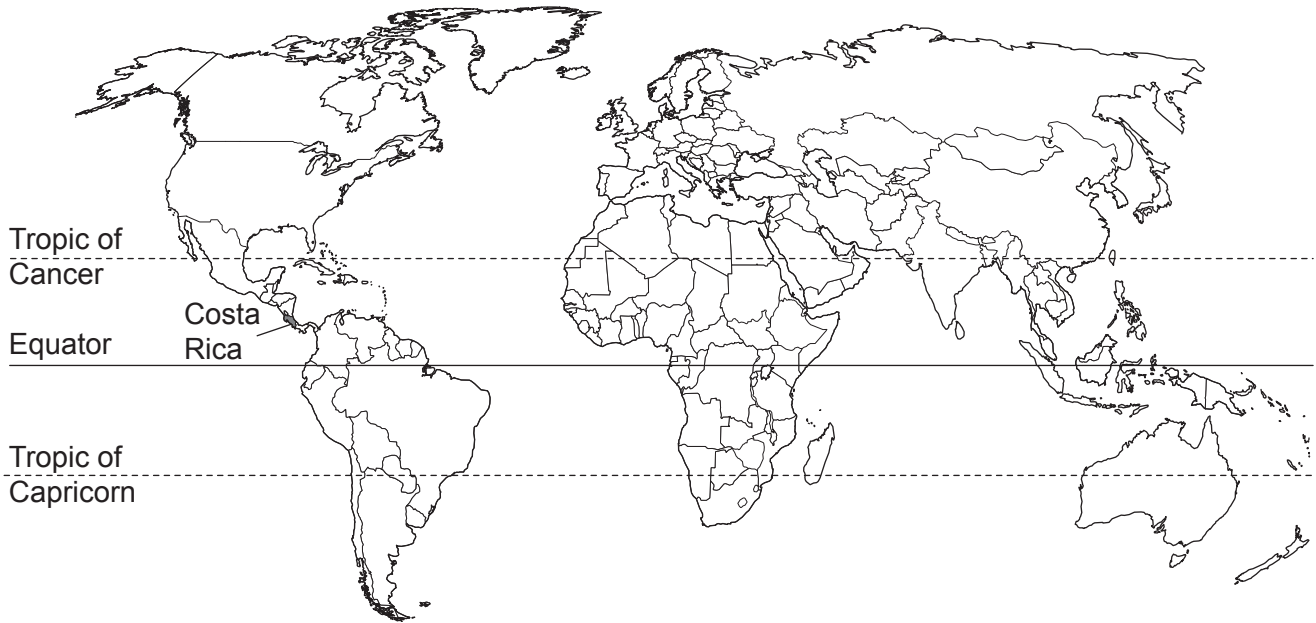 Tropic of
Cancer
Costa
Rica
Equator
Tropic of
Capricorn